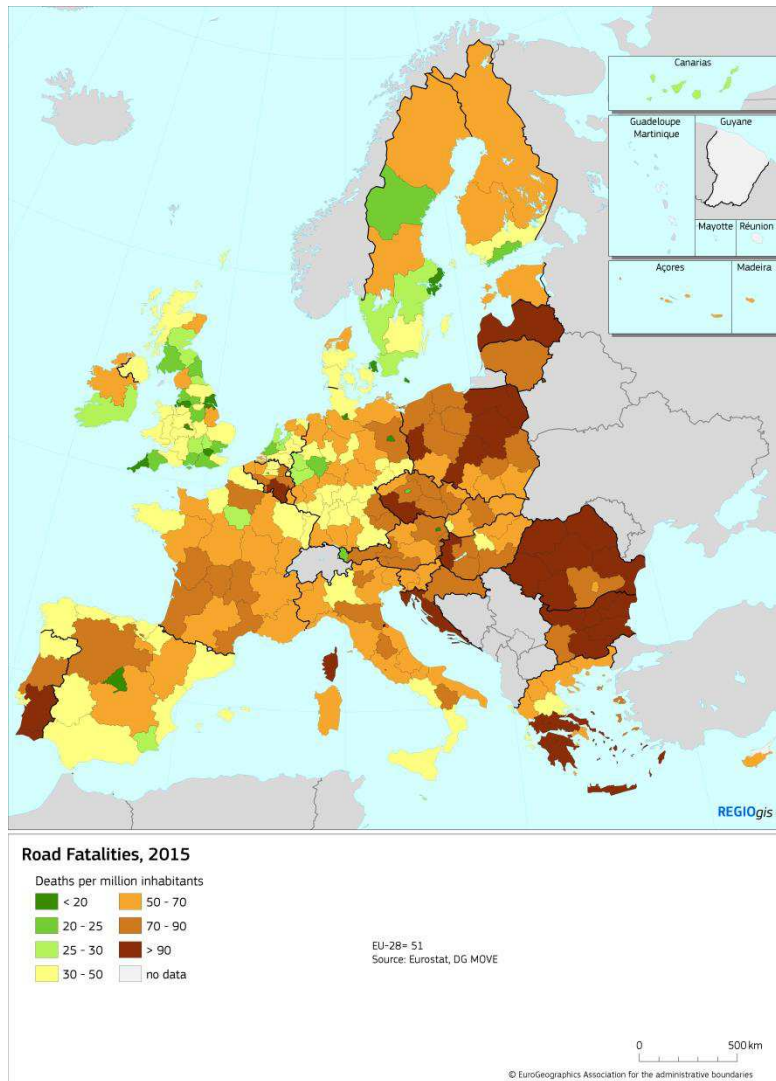 Canarias
Guadeloupe
Martinique
Guyane
Mayotte
Réunion
Açores
Madeira
REGIOgis
Road Fatalities, 2015
Deaths per million inhabitants
< 20
50 - 70
20 - 25
70 - 90
25 - 30
> 90
30 - 50
no data
EU-28= 51
Source: Eurostat, DG MOVE
0
500 km
© EuroGeographics Association for the administrative boundaries